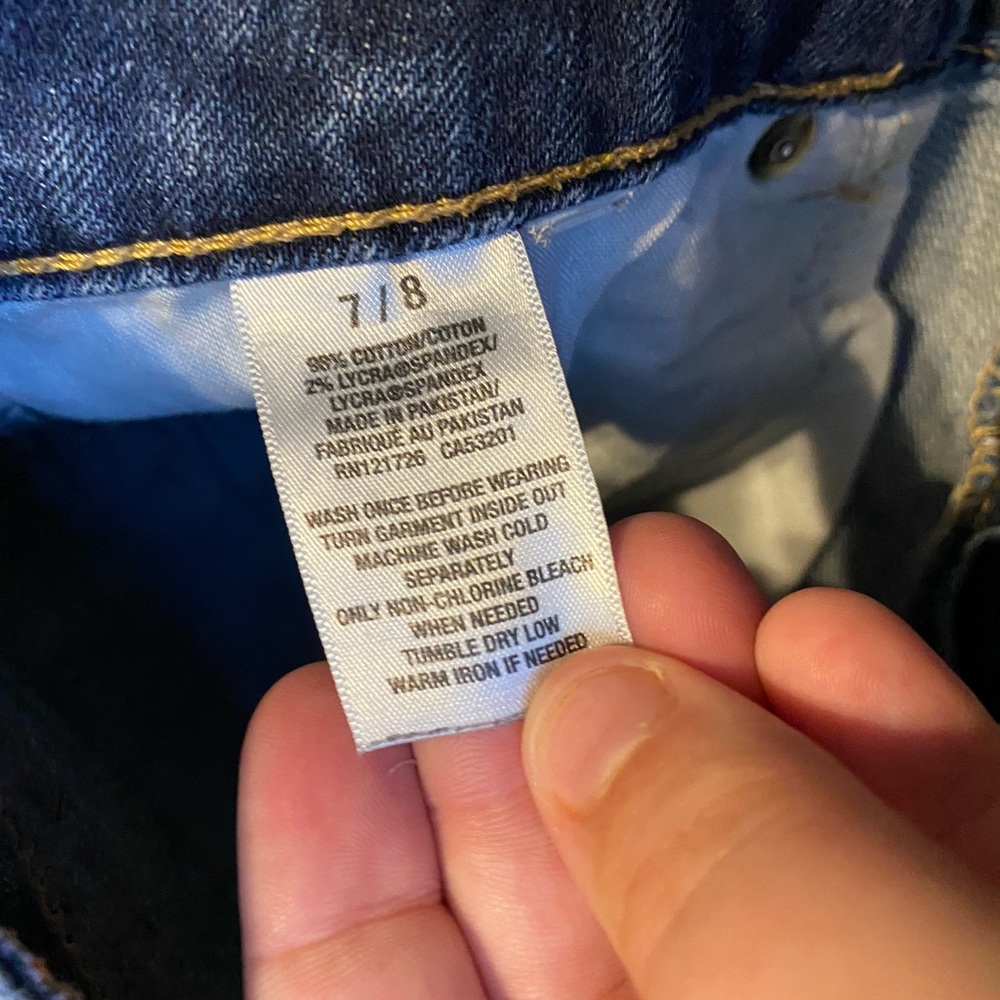 7 / 8
98% COTTON/COTON
2% LYCRA®SPANDEX/
LYCRA®SPANDEX
MADE IN PAKISTAN/
FABRIQUÉ AU PAKISTAN
RN121726 CA53201
WASH ONCE BEFORE WEARING
TURN GARMENT INSIDE OUT
MACHINE WASH COLD
SEPARATELY
ONLY NON-CHLORINE BLEACH
WHEN NEEDED
TUMBLE DRY LOW
WARM IRON IF NEEDED